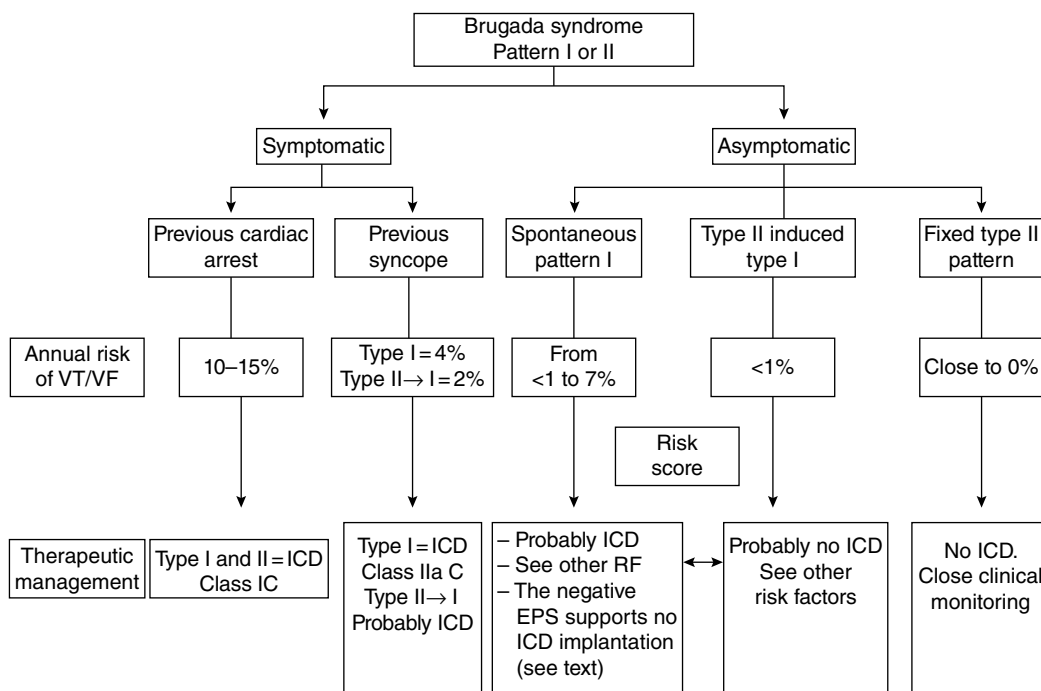 Brugada syndrome
Pattern I or II
Symptomatic
Asymptomatic
Previous cardiac
arrest
Previous
syncope
Spontaneous
pattern I
Type II induced
type I
Fixed type II
pattern
Annual risk
of VT/VF
10–15%
Type I = 4%
Type II → I = 2%
From
<1 to 7%
<1%
Close to 0%
Risk
score
Therapeutic
management
Type I and II = ICD
Class IC
Type I = ICD
Class IIa C
Type II → I
Probably ICD
– Probably ICD
– See other RF
– The negative
EPS supports no
ICD implantation
(see text)
Probably no ICD
See other
risk factors
No ICD.
Close clinical
monitoring